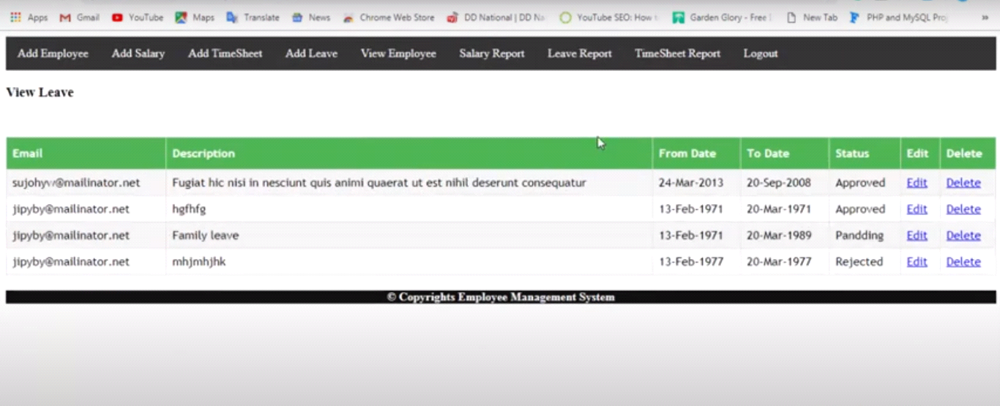 Apps Gmail YouTube Maps Translate News Chrome Web Store DD National | DD Na YouTube SEO: How Garden Glory - Free New Tab PHP and MySQL Pro »
Add Employee Add Salary Add TimeSheet Add Leave View Employee Salary Report Leave Report TimeSheet Report Logout
View Leave
Email Description From Date To Date Status Edit Delete
sujohyv@mailinator.net Fugiat hic nisi in nesciunt quis animi quaerat ut est nihil deserunt consequatur 24-Mar-2013 20-Sep-2008 Approved Edit Delete
jipyby@mailinator.net hgfhfg 13-Feb-1971 20-Mar-1971 Approved Edit Delete
jipyby@mailinator.net Family leave 13-Feb-1971 20-Mar-1989 Pandding Edit Delete
jipyby@mailinator.net mhjmhjhk 13-Feb-1977 20-Mar-1977 Rejected Edit Delete
© Copyrights Employee Management System